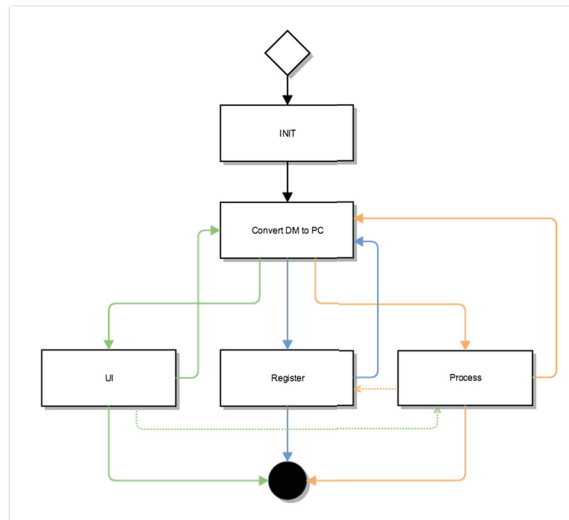 INIT
Convert DM to PC
UI
Register
Process